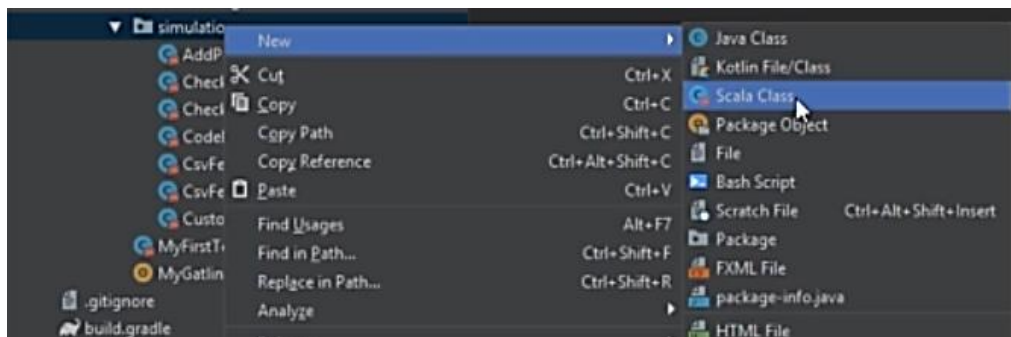 simulatio
AddP
Check
Check
Codel
CsvFe
CsvFe
Custo
MyFirstT
MyGatlin
.gitignore
build.gradle
New
Cut Ctrl+X
Copy Ctrl+C
Copy Path Ctrl+Shift+C
Copy Reference Ctrl+Alt+Shift+C
Paste Ctrl+V
Find Usages Alt+F7
Find in Path... Ctrl+Shift+F
Replace in Path... Ctrl+Shift+R
Analyze
Java Class
Kotlin File/Class
Scala Class
Package Object
File
Bash Script
Scratch File Ctrl+Alt+Shift+Insert
Package
FXML File
package-info.java
HTML File